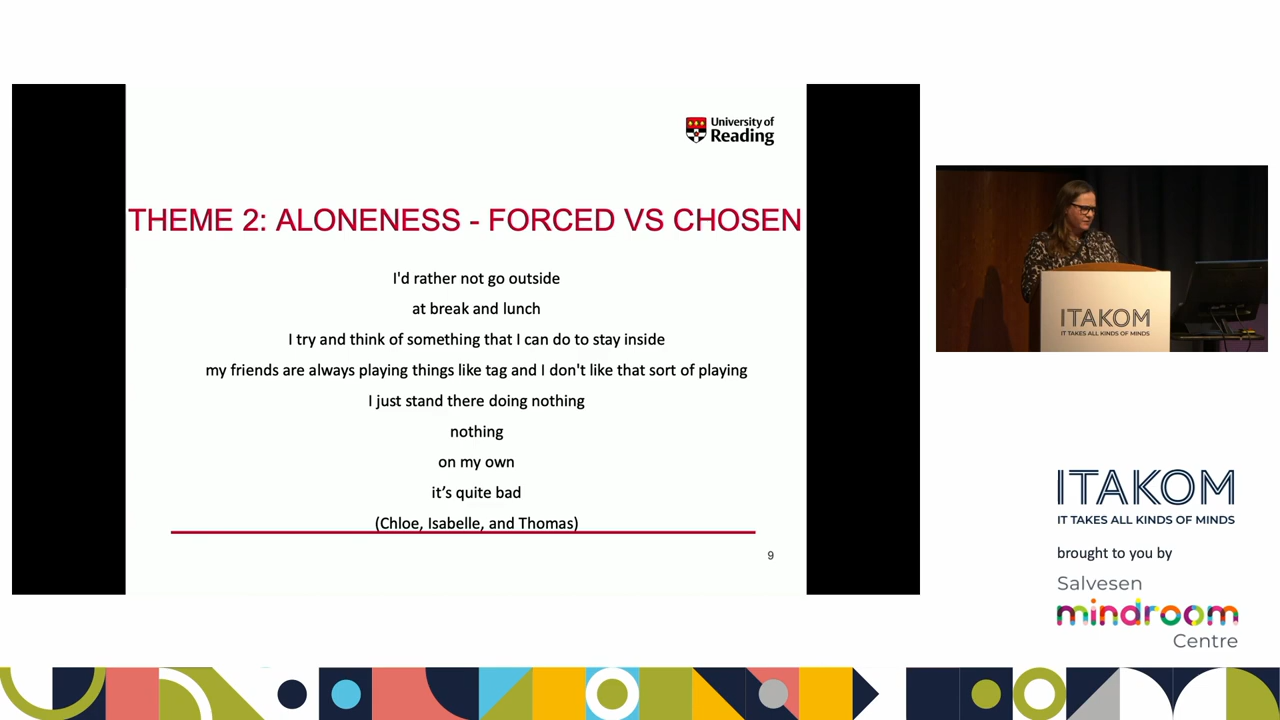 University of
Reading
THEME 2: ALONENESS - FORCED VS CHOSEN
I'd rather not go outside
at break and lunch
I try and think of something that I can do to stay inside
my friends are always playing things like tag and I don't like that sort of playing
I just stand there doing nothing
nothing
on my own
it’s quite bad
(Chloe, Isabelle, and Thomas)
9
ITAKOM
IT TAKES ALL KINDS OF MINDS
ITAKOM
IT TAKES ALL KINDS OF MINDS
brought to you by
Salvesen
mindroom
Centre